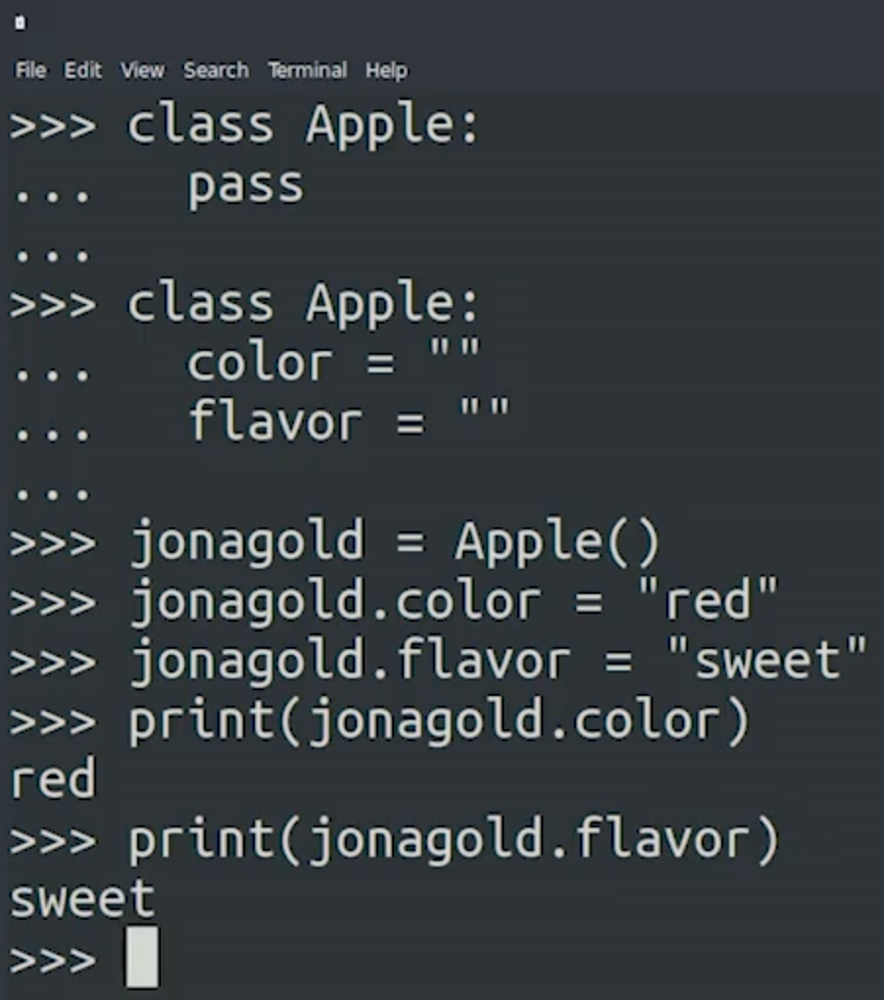 File Edit View Search Terminal Help
>>> class Apple:
...   pass
...
>>> class Apple:
...   color = ""
...   flavor = ""
...
>>> jonagold = Apple()
>>> jonagold.color = "red"
>>> jonagold.flavor = "sweet"
>>> print(jonagold.color)
red
>>> print(jonagold.flavor)
sweet
>>>